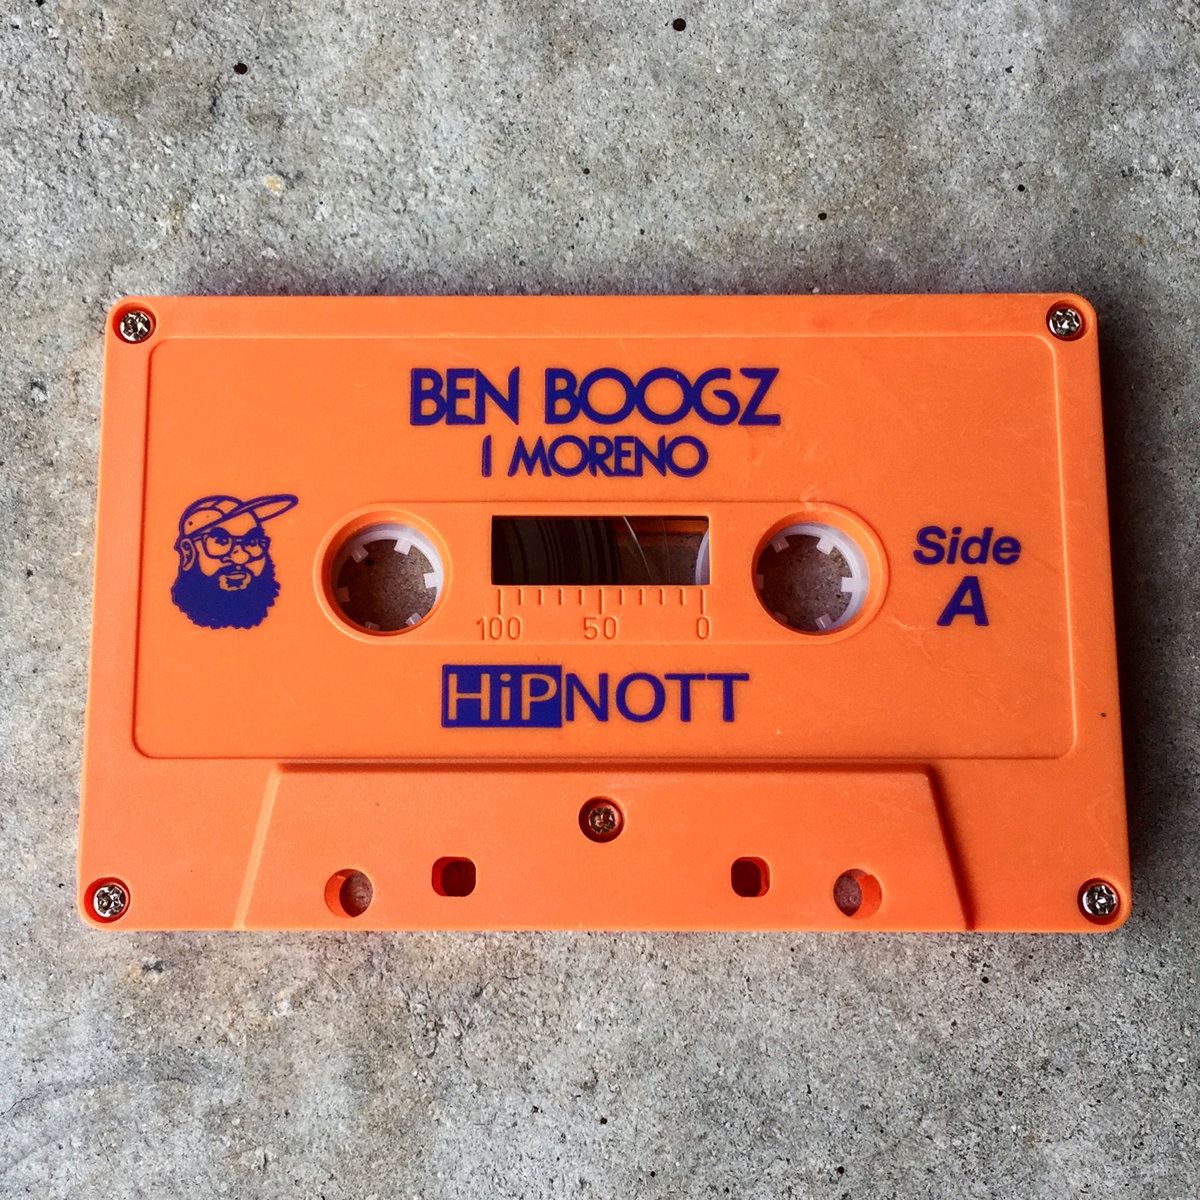 BEN BOOGZ
I MORENO
Side
A
100 50 0
HiPNOTT